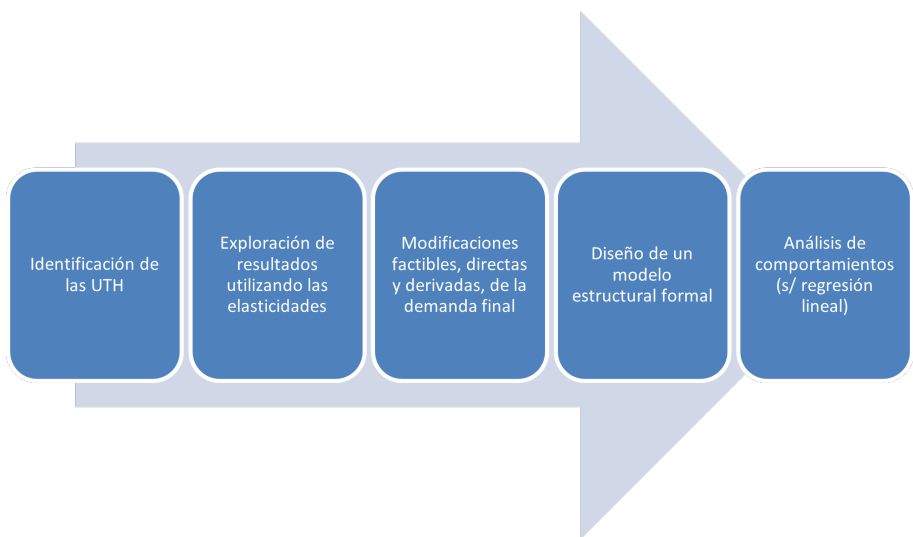 Identificación de
las UTH
Exploración de
resultados
utilizando las
elasticidades
Modificaciones
factibles, directas
y derivadas, de la
demanda final
Diseño de un
modelo
estructural formal
Análisis de
comportamientos
(s/ regresión
lineal)